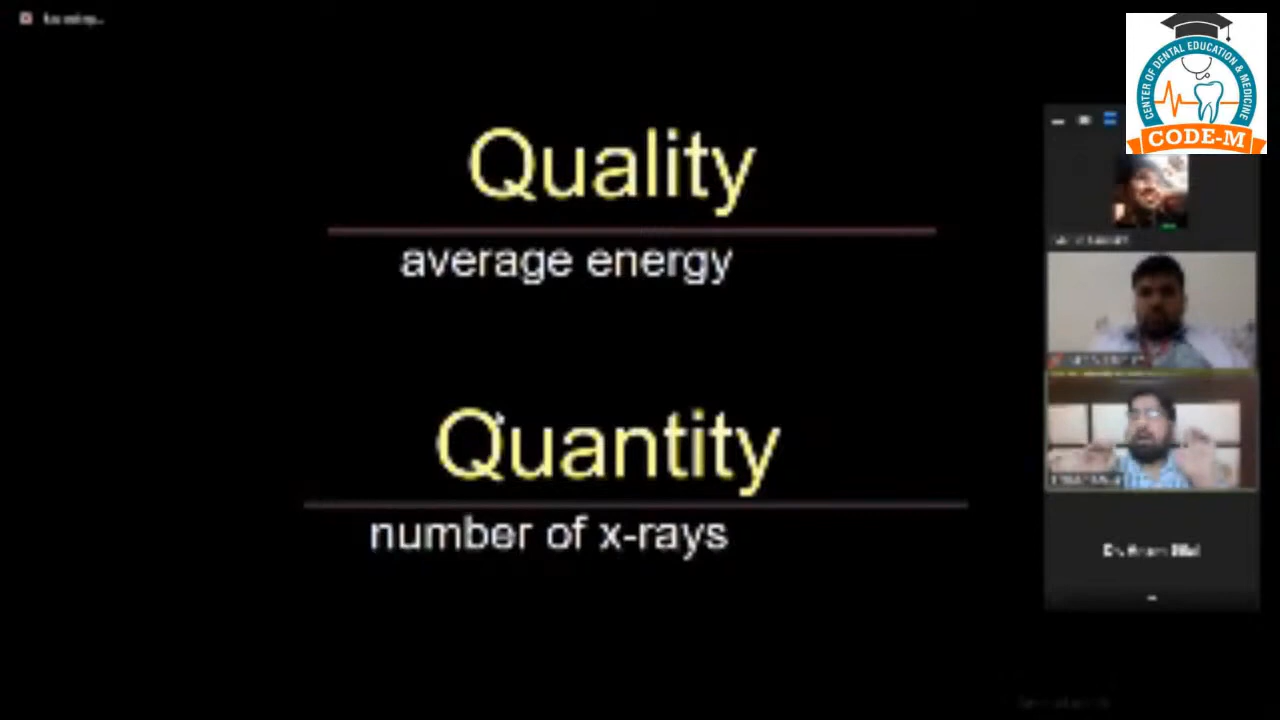 Quality
average energy
Quantity
number of x-rays
CENTER OF DENTAL EDUCATION & MEDICINE
CODE-M